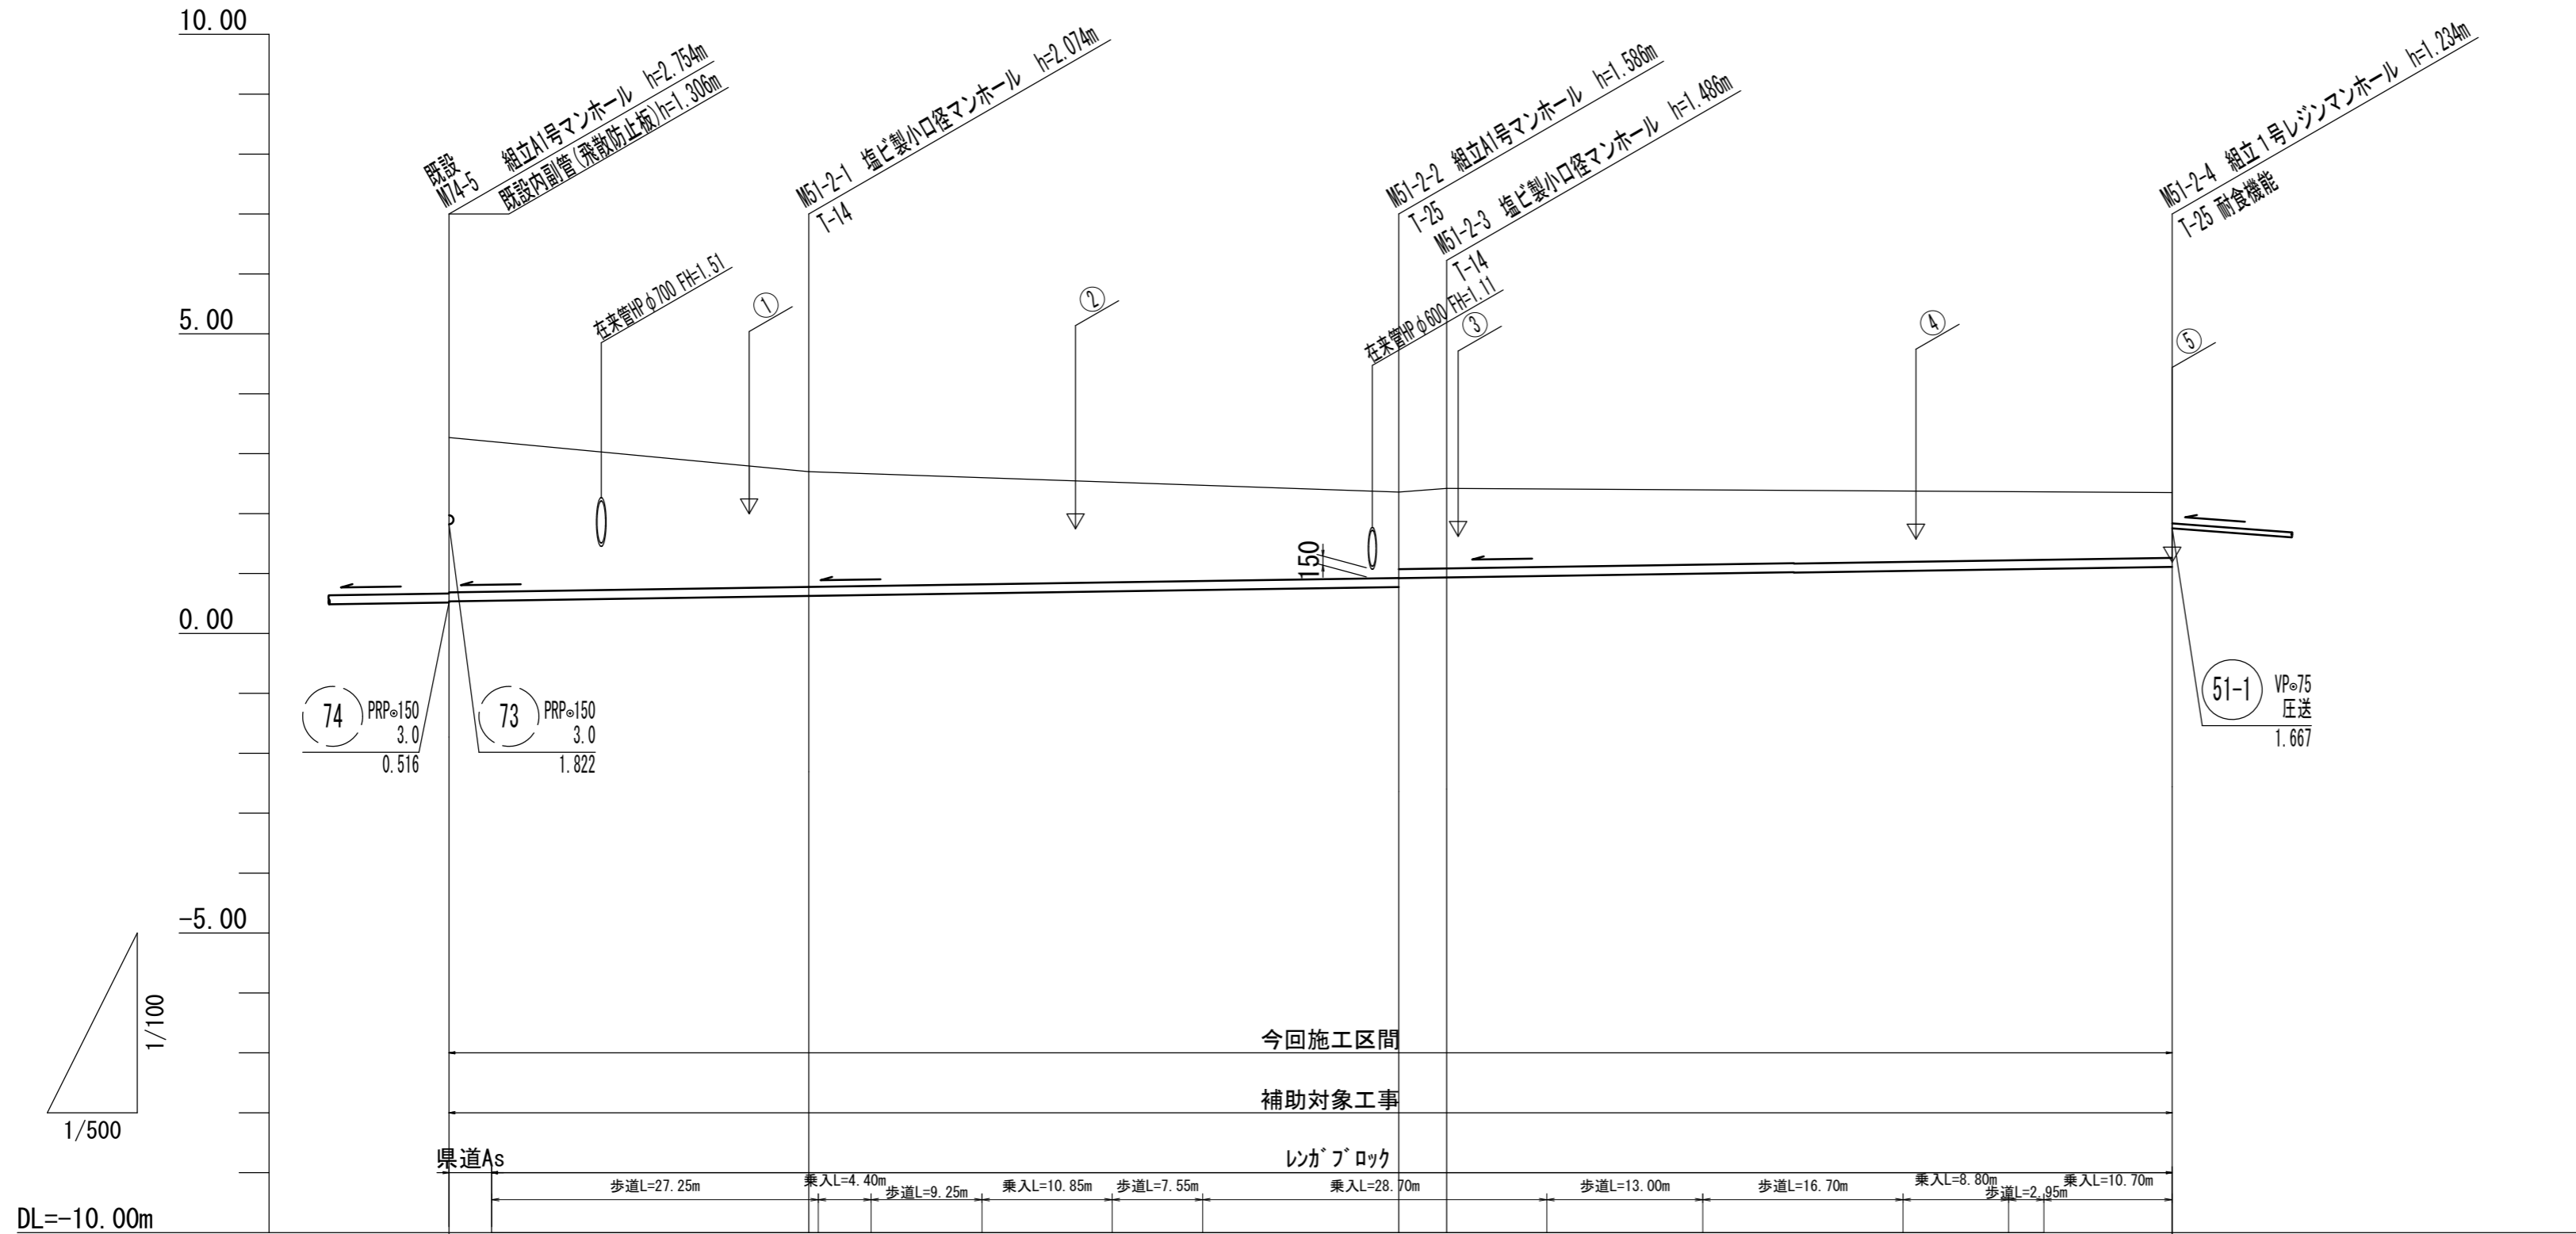 10.00
5.00
0.00
-5.00
DL=-10.00m
1/100
1/500
既設
M74-5 組立A1号マンホール h=2.754m
既設内副管(飛散防止板)h=1.306m
M51-2-1 塩ビ製小口径マンホール h=2.074m
T-14
M51-2-2 組立A1号マンホール h=1.586m
T-25
M51-2-3 塩ビ製小口径マンホール h=1.486m
T-14
M51-2-4 組立1号レジンマンホール h=1.234m
T-25 耐食機能
在来管HPφ700 FH=1.51
①
②
在来管HPφ600 FH=1.11
③
④
⑤
150
74 PRP⌾150
3.0
0.516
73 PRP⌾150
3.0
1.822
51-1 VP⌾75
圧送
1.667
今回施工区間
補助対象工事
県道As
ﾚﾝｶﾞﾌﾞﾛｯｸ
歩道L=27.25m
乗入L=4.40m
歩道L=9.25m
乗入L=10.85m
歩道L=7.55m
乗入L=28.70m
歩道L=13.00m
歩道L=16.70m
乗入L=8.80m
歩道L=2.95m
乗入L=10.70m